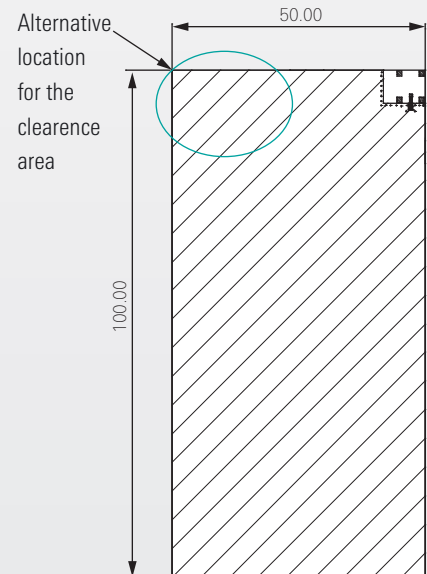 50.00
Alternative
location
for the
clearence
area
100.00